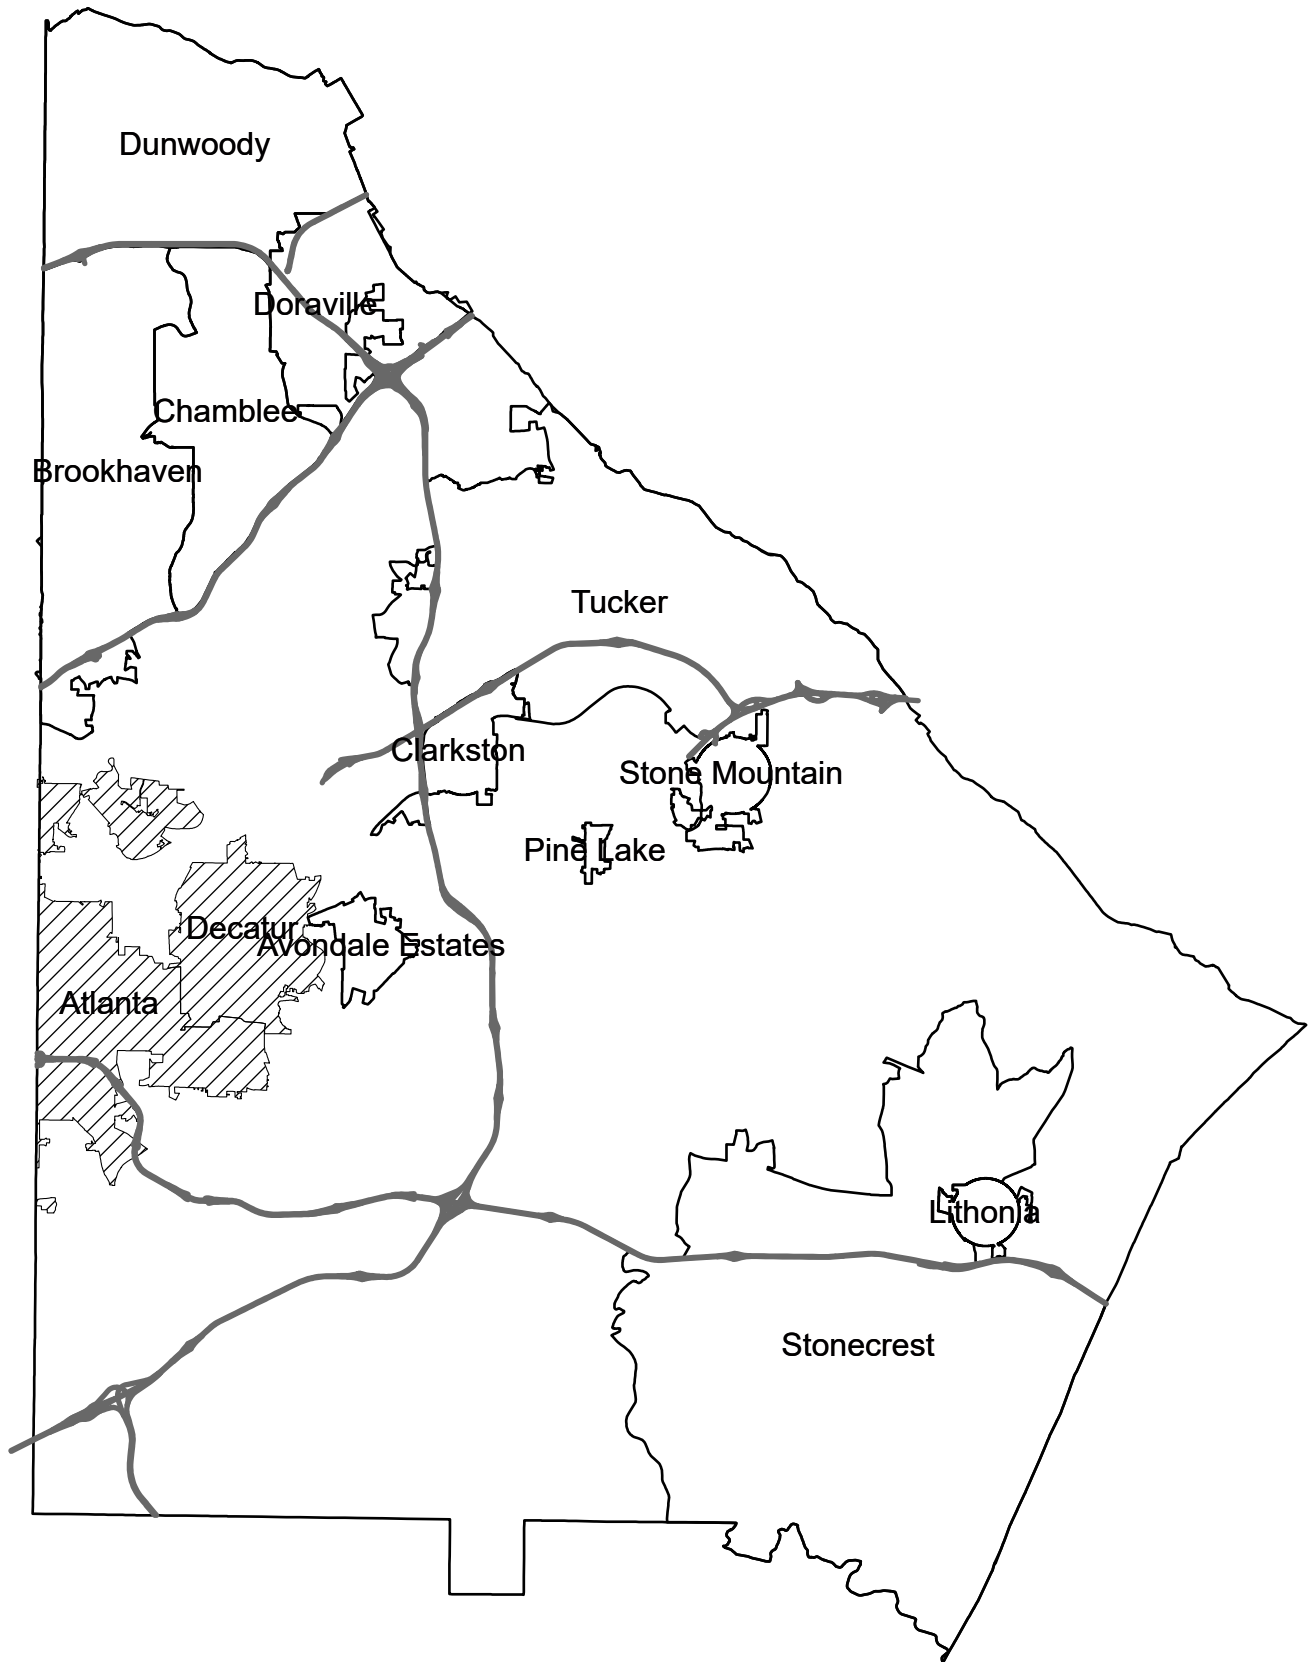 Dunwoody
Doraville
Chamblee
Brookhaven
Tucker
Clarkston
Stone Mountain
Pine Lake
Decatur
Avondale Estates
Atlanta
Lithonia
Stonecrest